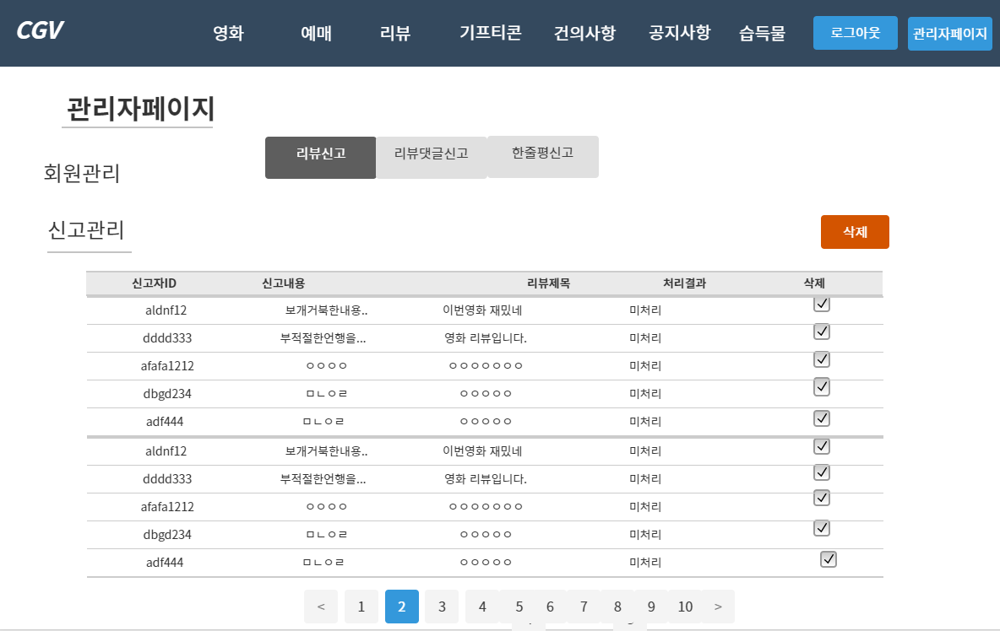 CGV 영화 예매 리뷰 기프티콘 건의사항 공지사항 습득물 로그아웃 관리자페이지
관리자페이지
리뷰신고 리뷰댓글신고 한줄평신고
회원관리
신고관리
삭제
신고자ID 신고내용 리뷰제목 처리결과 삭제
aldnf12 보개거북한내용.. 이번영화 재밌네 미처리
dddd333 부적절한언행을... 영화 리뷰입니다. 미처리
afafa1212 ㅇㅇㅇㅇ ㅇㅇㅇㅇㅇㅇㅇ 미처리
dbgd234 ㅁㄴㅇㄹ ㅇㅇㅇㅇㅇ 미처리
adf444 ㅁㄴㅇㄹ ㅇㅇㅇㅇㅇ 미처리
aldnf12 보개거북한내용.. 이번영화 재밌네 미처리
dddd333 부적절한언행을... 영화 리뷰입니다. 미처리
afafa1212 ㅇㅇㅇㅇ ㅇㅇㅇㅇㅇㅇㅇ 미처리
dbgd234 ㅁㄴㅇㄹ ㅇㅇㅇㅇㅇ 미처리
adf444 ㅁㄴㅇㄹ ㅇㅇㅇㅇㅇ 미처리
< 1 2 3 4 5 6 7 8 9 10 >